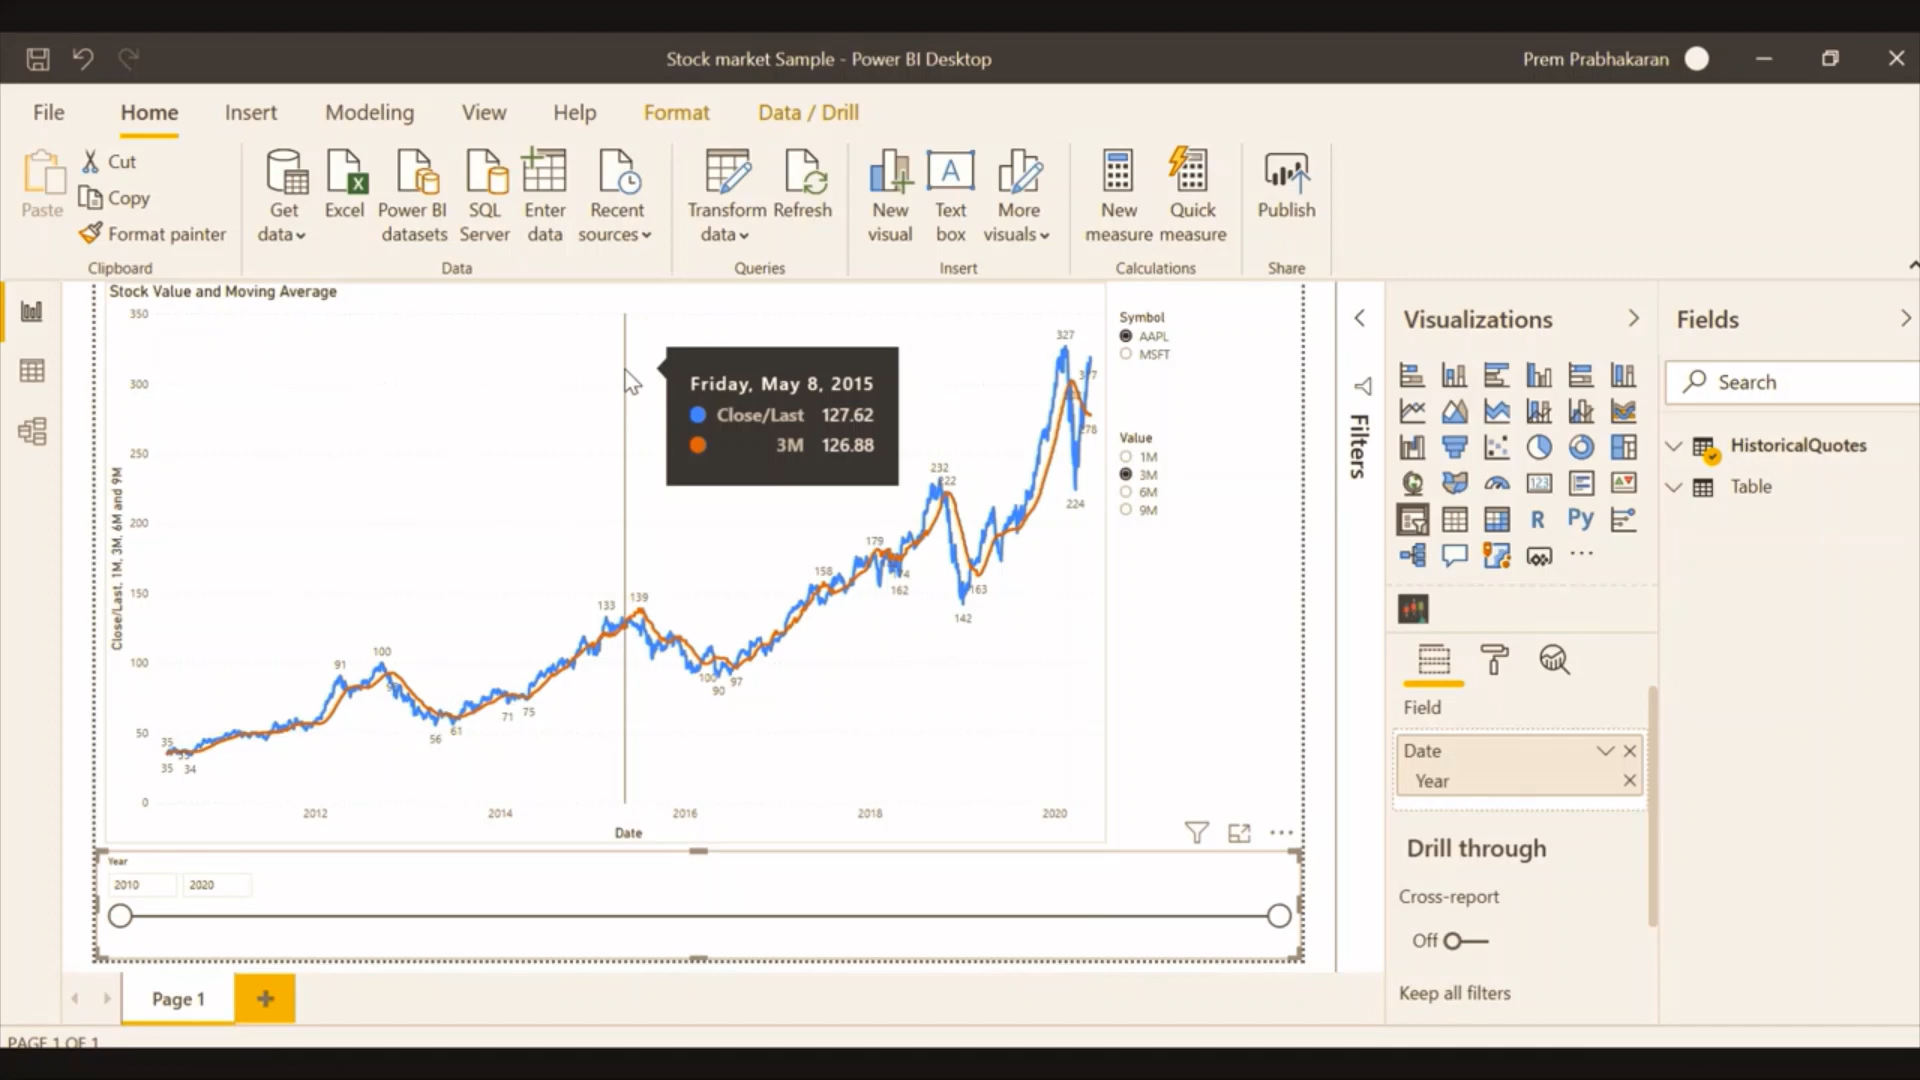 Stock market Sample - Power BI Desktop
Prem Prabhakaran
File Home Insert Modeling View Help Format Data / Drill
Paste
Cut
Copy
Format painter
Clipboard
Get data
Excel
Power BI datasets
SQL Server
Enter data
Recent sources
Data
Transform data
Refresh
Queries
New visual
Text box
More visuals
Insert
New measure
Quick measure
Calculations
Publish
Share
Stock Value and Moving Average
Close/Last, 1M, 3M, 6M and 9M
350
300
250
200
150
100
50
0
35
35
34
91
100
56
61
71
75
133
139
100
90
97
158
179
162
232
222
142
163
327
224
278
Friday, May 8, 2015
Close/Last 127.62
3M 126.88
2012 2014 2016 2018 2020
Date
Symbol
AAPL
MSFT
Value
1M
3M
6M
9M
Year
2010 2020
Filters
Visualizations
123
R
Py
Field
Date
Year
Drill through
Cross-report
Off
Keep all filters
Fields
Search
HistoricalQuotes
Table
Page 1
PAGE 1 OF 1